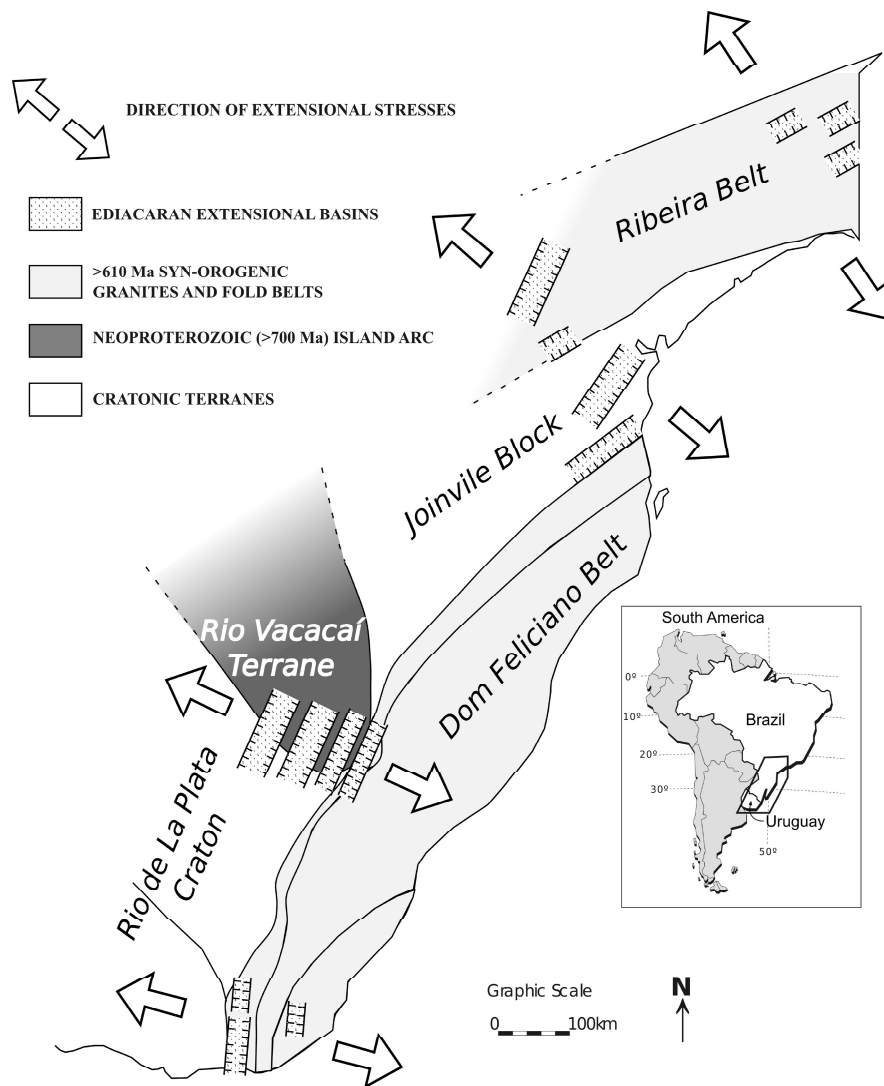 DIRECTION OF EXTENSIONAL STRESSES
EDIACARAN EXTENSIONAL BASINS
>610 Ma SYN-OROGENIC
GRANITES AND FOLD BELTS
NEOPROTEROZOIC (>700 Ma) ISLAND ARC
CRATONIC TERRANES
Ribeira Belt
Joinvile Block
Dom Feliciano Belt
Rio Vacacaí
Terrane
Rio de La Plata
Craton
South America
0º
10º
20º
30º
Brazil
Uruguay
50º
Graphic Scale
0 100km
N